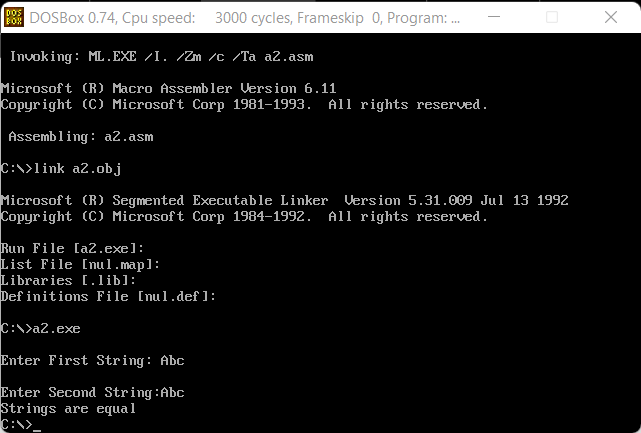 DOS BOX
DOSBox 0.74, Cpu speed: 3000 cycles, Frameskip 0, Program: ...
Invoking: ML.EXE /I. /Zm /c /Ta a2.asm
Microsoft (R) Macro Assembler Version 6.11
Copyright (C) Microsoft Corp 1981-1993. All rights reserved.
Assembling: a2.asm
C:\>link a2.obj
Microsoft (R) Segmented Executable Linker Version 5.31.009 Jul 13 1992
Copyright (C) Microsoft Corp 1984-1992. All rights reserved.
Run File [a2.exe]:
List File [nul.map]:
Libraries [.lib]:
Definitions File [nul.def]:
C:\>a2.exe
Enter First String: Abc
Enter Second String:Abc
Strings are equal
C:\>_